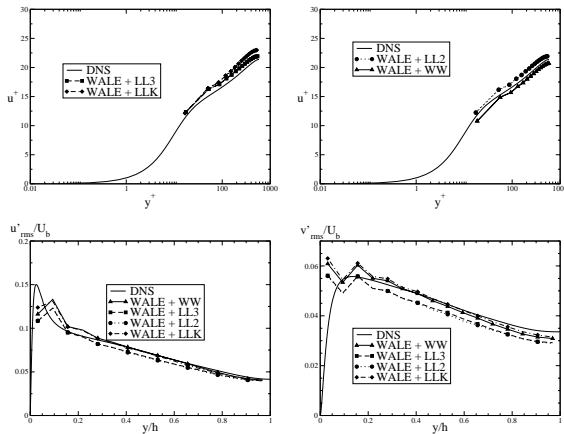 30
25
20
u+
15
10
5
0
0.01
1
100
10000
y+
DNS
WALE + LL3
WALE + LLK
30
25
20
u+
15
10
5
0
0.01
1
100
10000
y+
DNS
WALE + LL2
WALE + WW
u'rms/Ub
0.2
0.15
0.1
0.05
0
0
0.2
0.4
0.6
0.8
1
y/h
DNS
WALE + WW
WALE + LL3
WALE + LL2
WALE + LLK
v'rms/Ub
0.06
0.04
0.02
0
0
0.2
0.4
0.6
0.8
1
y/h
DNS
WALE + WW
WALE + LL3
WALE + LL2
WALE + LLK